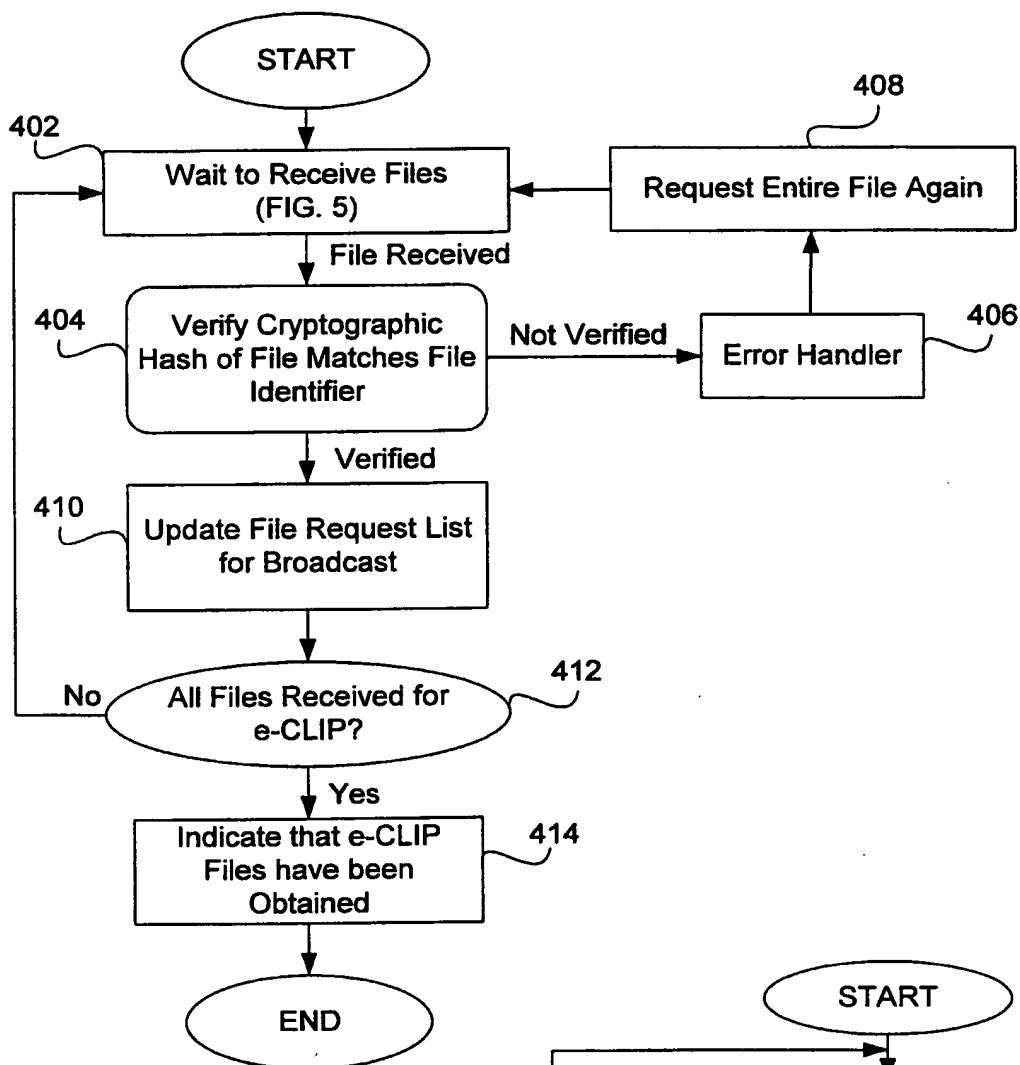 START
402
Wait to Receive Files
(FIG. 5)
408
Request Entire File Again
File Received
404
Verify Cryptographic
Hash of File Matches File
Identifier
Not Verified
406
Error Handler
Verified
410
Update File Request List
for Broadcast
No
All Files Received for
e-CLIP?
412
Yes
Indicate that e-CLIP
Files have been
Obtained
414
END
START